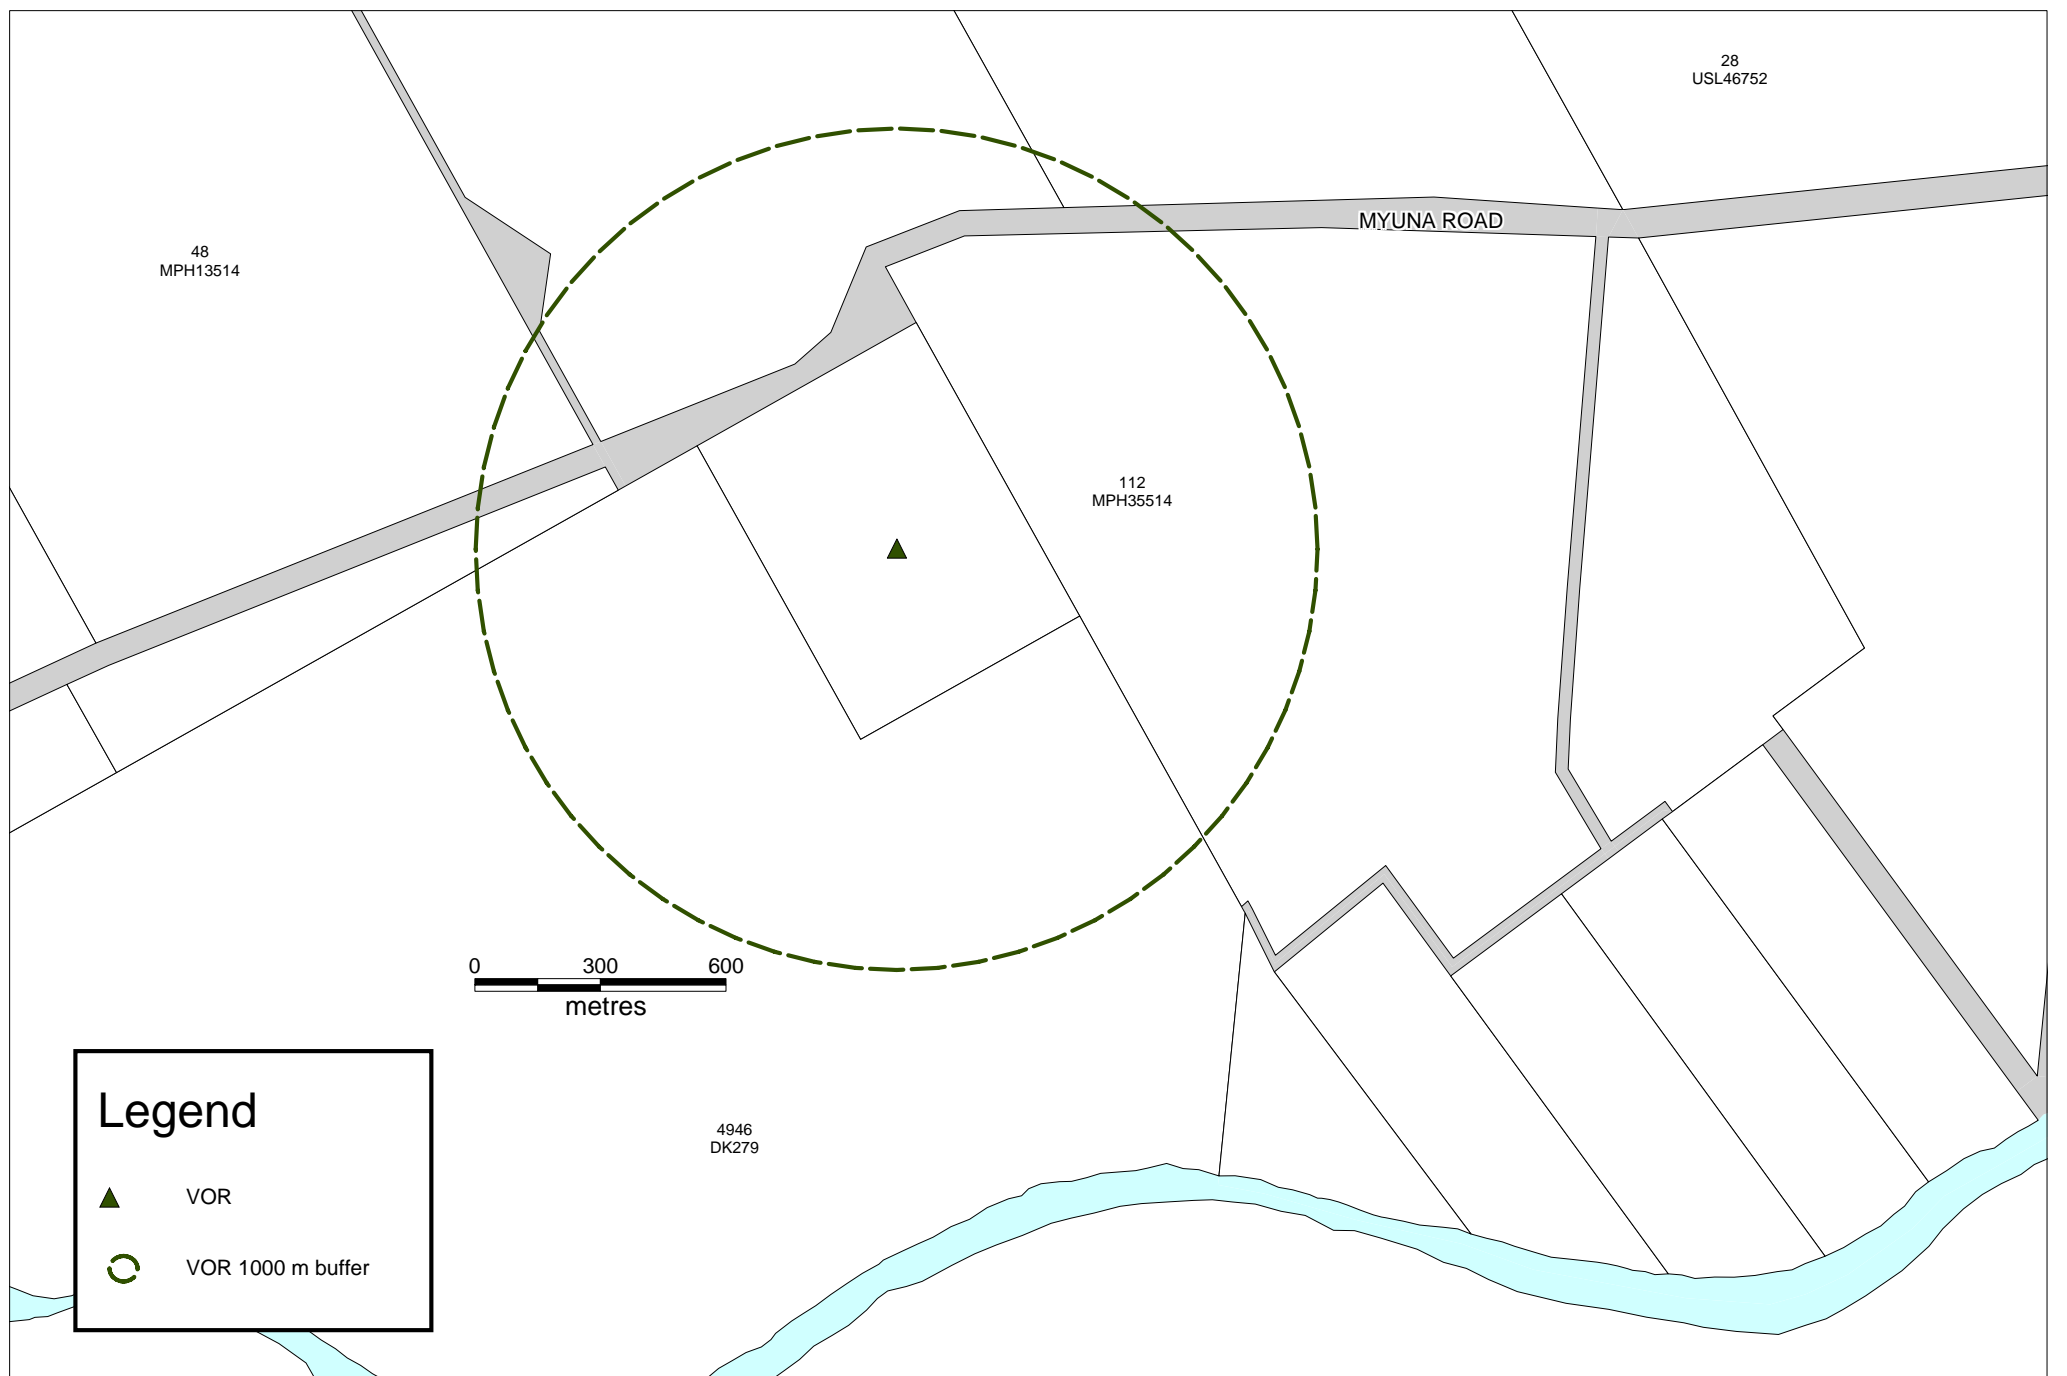 28
USL46752
MYUNA ROAD
48
MPH13514
112
MPH35514
0 300 600
metres
Legend
VOR
VOR 1000 m buffer
4946
DK279